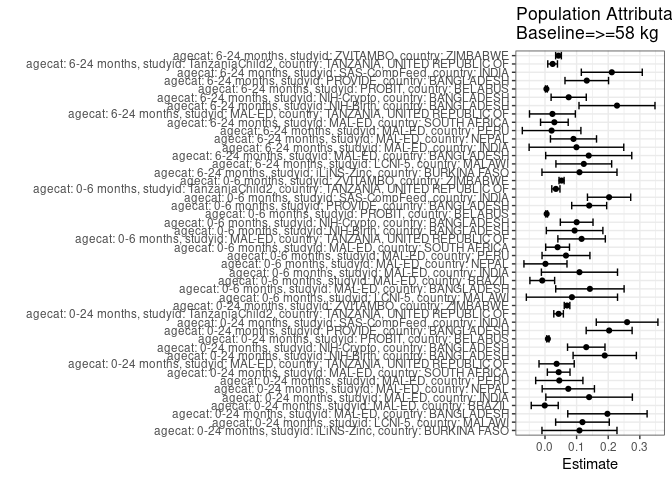 Population Attributa
Baseline=>=58 kg
agecat: 6-24 months, studyid: ZVITAMBO, country: ZIMBABWE
agecat: 6-24 months, studyid: TanzaniaChild2, country: TANZANIA, UNITED REPUBLIC OF
agecat: 6-24 months, studyid: SAS-CompFeed, country: INDIA
agecat: 6-24 months, studyid: PROVIDE, country: BANGLADESH
agecat: 6-24 months, studyid: PROBIT, country: BELARUS
agecat: 6-24 months, studyid: NIH-Crypto, country: BANGLADESH
agecat: 6-24 months, studyid: NIH-Birth, country: BANGLADESH
agecat: 6-24 months, studyid: MAL-ED, country: TANZANIA, UNITED REPUBLIC OF
agecat: 6-24 months, studyid: MAL-ED, country: SOUTH AFRICA
agecat: 6-24 months, studyid: MAL-ED, country: PERU
agecat: 6-24 months, studyid: MAL-ED, country: NEPAL
agecat: 6-24 months, studyid: MAL-ED, country: INDIA
agecat: 6-24 months, studyid: MAL-ED, country: BANGLADESH
agecat: 6-24 months, studyid: LCNI-5, country: MALAWI
agecat: 6-24 months, studyid: iLiNS-Zinc, country: BURKINA FASO
agecat: 0-6 months, studyid: ZVITAMBO, country: ZIMBABWE
agecat: 0-6 months, studyid: TanzaniaChild2, country: TANZANIA, UNITED REPUBLIC OF
agecat: 0-6 months, studyid: SAS-CompFeed, country: INDIA
agecat: 0-6 months, studyid: PROVIDE, country: BANGLADESH
agecat: 0-6 months, studyid: PROBIT, country: BELARUS
agecat: 0-6 months, studyid: NIH-Crypto, country: BANGLADESH
agecat: 0-6 months, studyid: NIH-Birth, country: BANGLADESH
agecat: 0-6 months, studyid: MAL-ED, country: TANZANIA, UNITED REPUBLIC OF
agecat: 0-6 months, studyid: MAL-ED, country: SOUTH AFRICA
agecat: 0-6 months, studyid: MAL-ED, country: PERU
agecat: 0-6 months, studyid: MAL-ED, country: NEPAL
agecat: 0-6 months, studyid: MAL-ED, country: INDIA
agecat: 0-6 months, studyid: MAL-ED, country: BRAZIL
agecat: 0-6 months, studyid: MAL-ED, country: BANGLADESH
agecat: 0-6 months, studyid: LCNI-5, country: MALAWI
agecat: 0-24 months, studyid: ZVITAMBO, country: ZIMBABWE
agecat: 0-24 months, studyid: TanzaniaChild2, country: TANZANIA, UNITED REPUBLIC OF
agecat: 0-24 months, studyid: SAS-CompFeed, country: INDIA
agecat: 0-24 months, studyid: PROVIDE, country: BANGLADESH
agecat: 0-24 months, studyid: PROBIT, country: BELARUS
agecat: 0-24 months, studyid: NIH-Crypto, country: BANGLADESH
agecat: 0-24 months, studyid: NIH-Birth, country: BANGLADESH
agecat: 0-24 months, studyid: MAL-ED, country: TANZANIA, UNITED REPUBLIC OF
agecat: 0-24 months, studyid: MAL-ED, country: SOUTH AFRICA
agecat: 0-24 months, studyid: MAL-ED, country: PERU
agecat: 0-24 months, studyid: MAL-ED, country: NEPAL
agecat: 0-24 months, studyid: MAL-ED, country: INDIA
agecat: 0-24 months, studyid: MAL-ED, country: BRAZIL
agecat: 0-24 months, studyid: MAL-ED, country: BANGLADESH
agecat: 0-24 months, studyid: LCNI-5, country: MALAWI
agecat: 0-24 months, studyid: iLiNS-Zinc, country: BURKINA FASO
0.0 0.1 0.2 0.3
Estimate